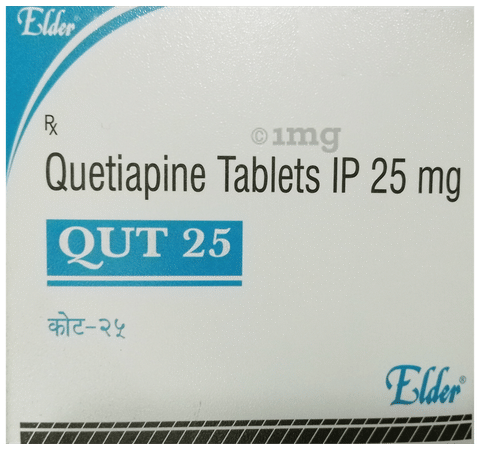 Elder®
Rx
©1mg
Quetiapine Tablets IP 25 mg
QUT 25
कोट-२५
Elder®